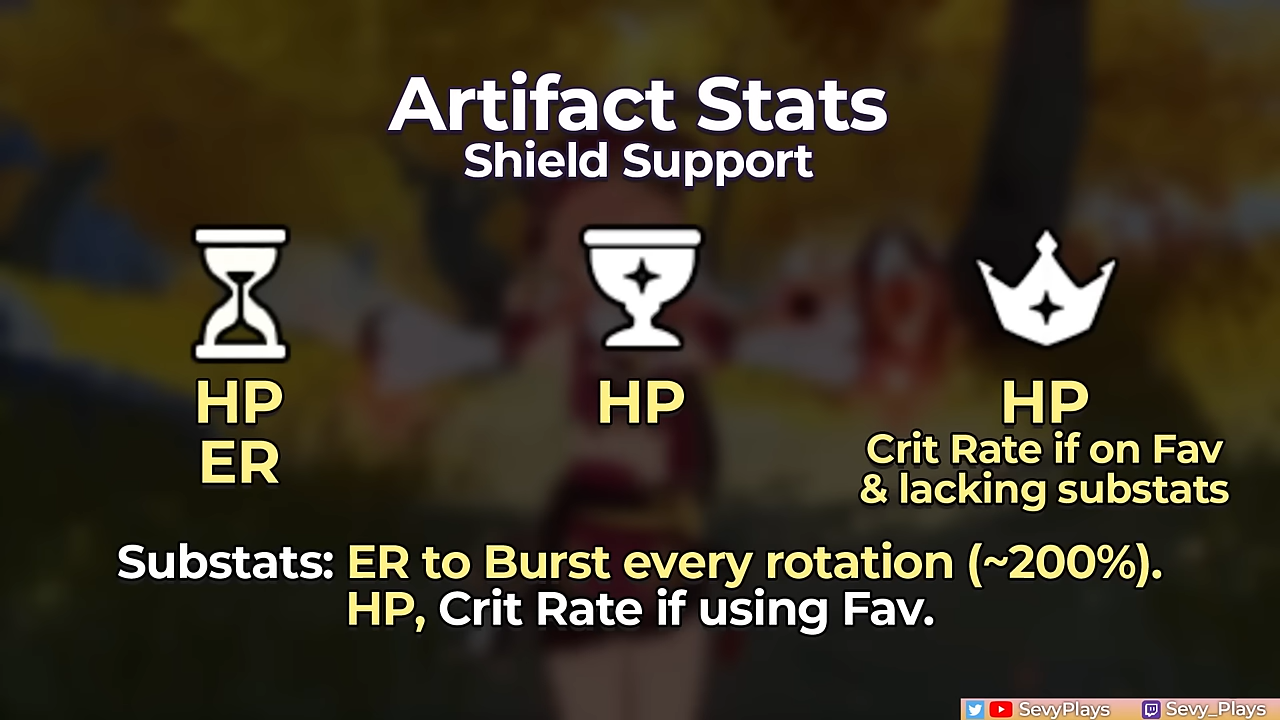 Artifact Stats
Shield Support
HP
ER
HP
HP
Crit Rate if on Fav
& lacking substats
Substats: ER to Burst every rotation (~200%).
HP, Crit Rate if using Fav.
SevyPlays
Sevy_Plays